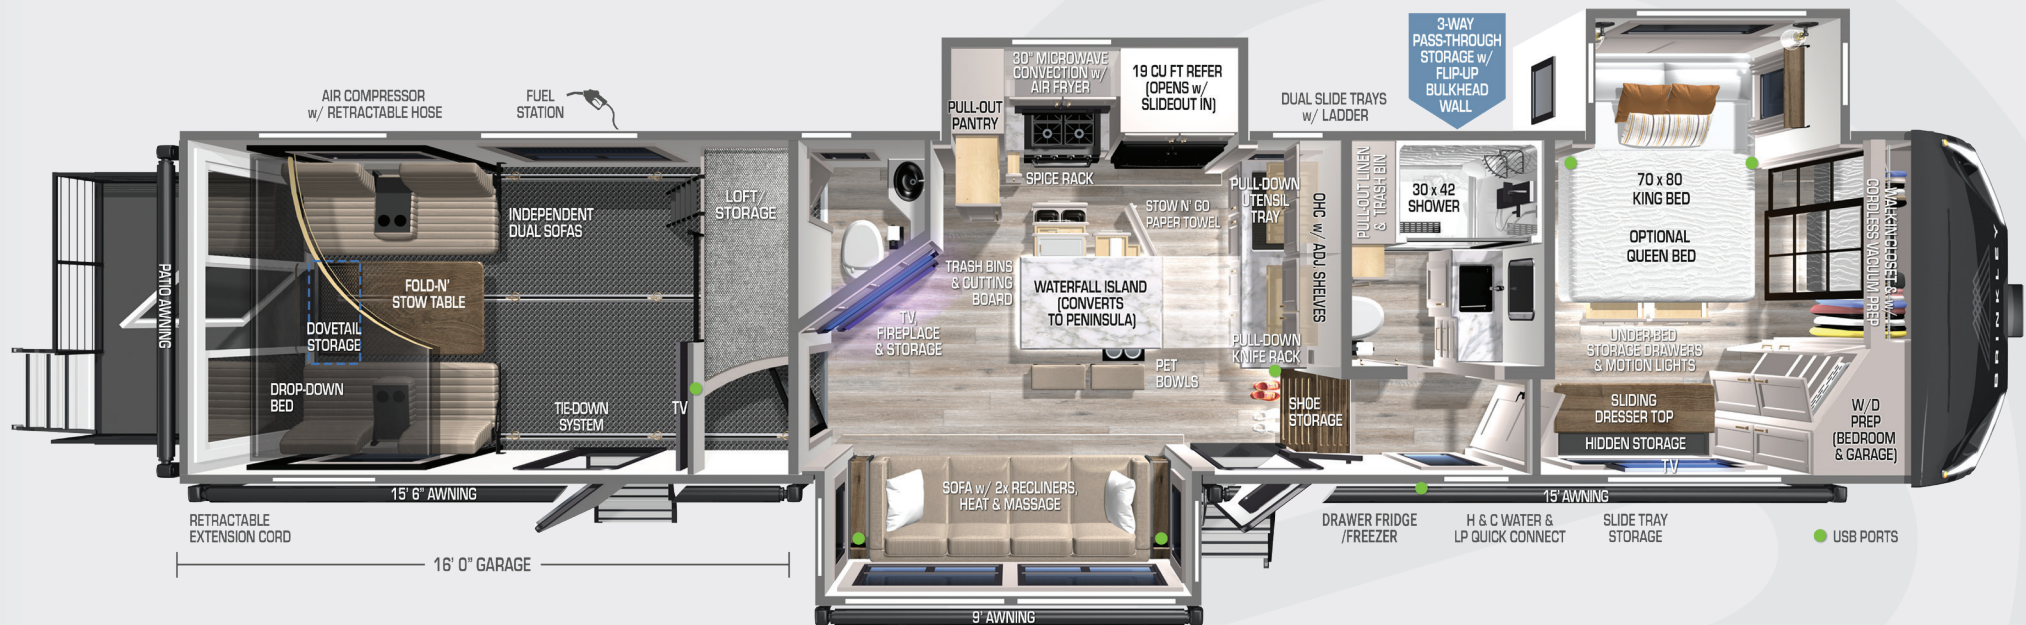 3-WAY
PASS-THROUGH
STORAGE w/
FLIP-UP
BULKHEAD
WALL
AIR COMPRESSOR
w/ RETRACTABLE HOSE
FUEL
STATION
PULL-OUT
PANTRY
30" MICROWAVE
CONVECTION w/
AIR FRYER
19 CU FT REFER
(OPENS w/
SLIDEOUT IN)
DUAL SLIDE TRAYS
w/ LADDER
SPICE RACK
PULL-DOWN
UTENSIL
TRAY
STOW N' GO
PAPER TOWEL
OHC w/ ADJ. SHELVES
PULL-OUT LINEN
& TRASH BIN
30 x 42
SHOWER
70 x 80
KING BED
OPTIONAL
QUEEN BED
WALK-IN CLOSET & w/
CORDLESS VACUUM PREP
BRINKLEY
PATIO AWNING
INDEPENDENT
DUAL SOFAS
LOFT/
STORAGE
FOLD-N'
STOW TABLE
DOVETAIL
STORAGE
DROP-DOWN
BED
TIE-DOWN
SYSTEM
TV
TRASH BINS
& CUTTING
BOARD
WATERFALL ISLAND
(CONVERTS
TO PENINSULA)
TV
FIREPLACE
& STORAGE
PULL-DOWN
KNIFE RACK
PET
BOWLS
SHOE
STORAGE
UNDER-BED
STORAGE DRAWERS
& MOTION LIGHTS
SLIDING
DRESSER TOP
HIDDEN STORAGE
TV
W/D
PREP
(BEDROOM
& GARAGE)
SOFA w/ 2x RECLINERS,
HEAT & MASSAGE
15' 6" AWNING
15' AWNING
RETRACTABLE
EXTENSION CORD
DRAWER FRIDGE
/FREEZER
H & C WATER &
LP QUICK CONNECT
SLIDE TRAY
STORAGE
USB PORTS
16' 0" GARAGE
9' AWNING